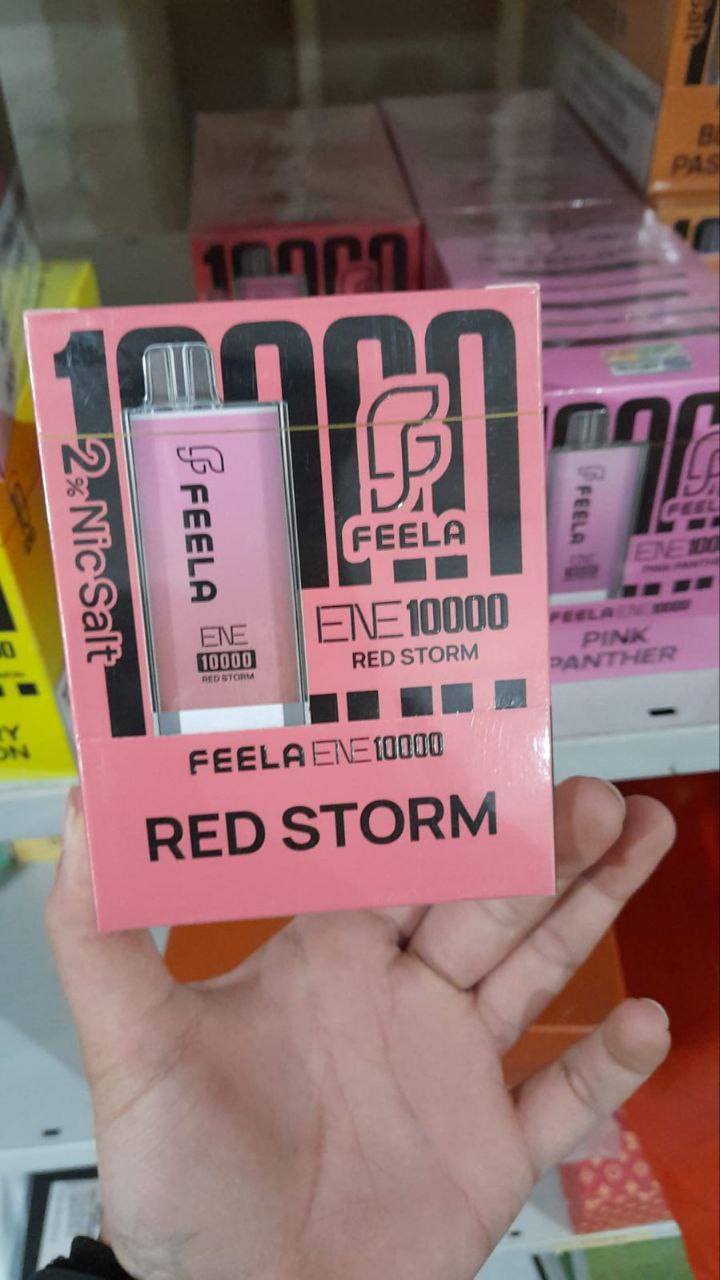 10000
2% Nic Salt
FEELA
ENE
10000
RED STORM
FEELA
ENE 10000
RED STORM
FEELA ENE 10000
RED STORM
10000
FEELA
ENE
FEELA
PINK PANTHER
FEELA ENE 10000
PINK
PANTHER